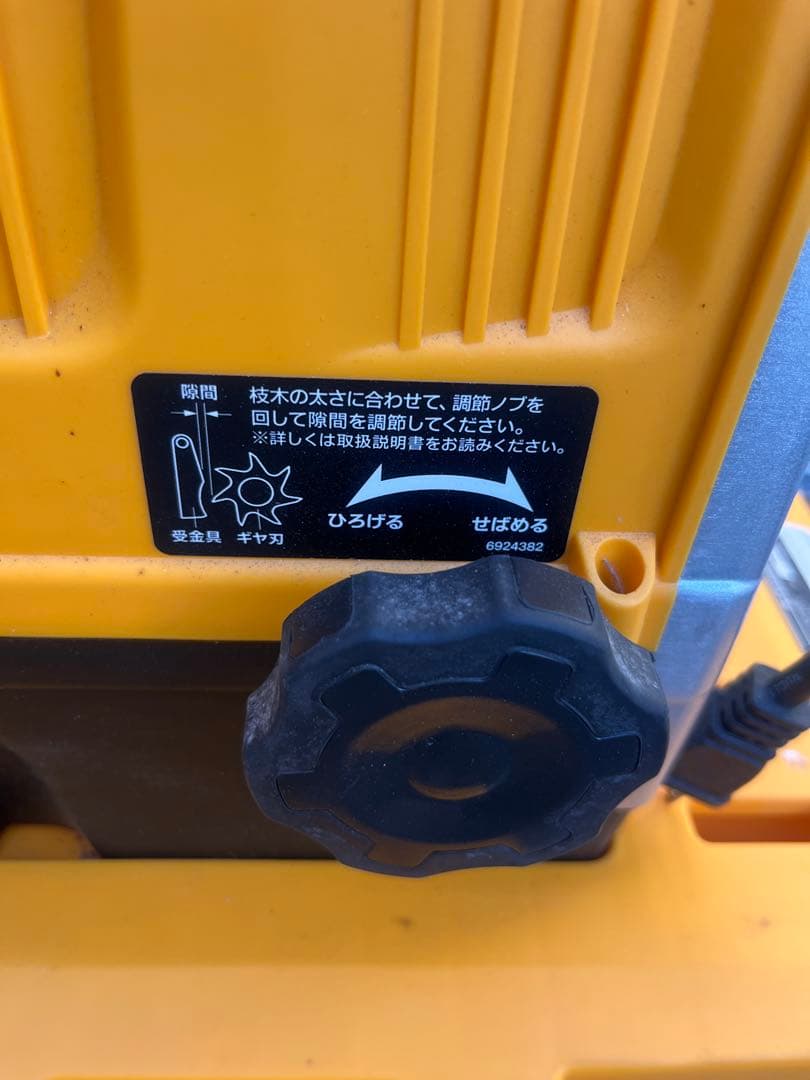 隙間
枝木の太さに合わせて、調節ノブを
回して隙間を調節してください。
※詳しくは取扱説明書をお読みください。
受金具 ギヤ刃
ひろげる せばめる
6924382